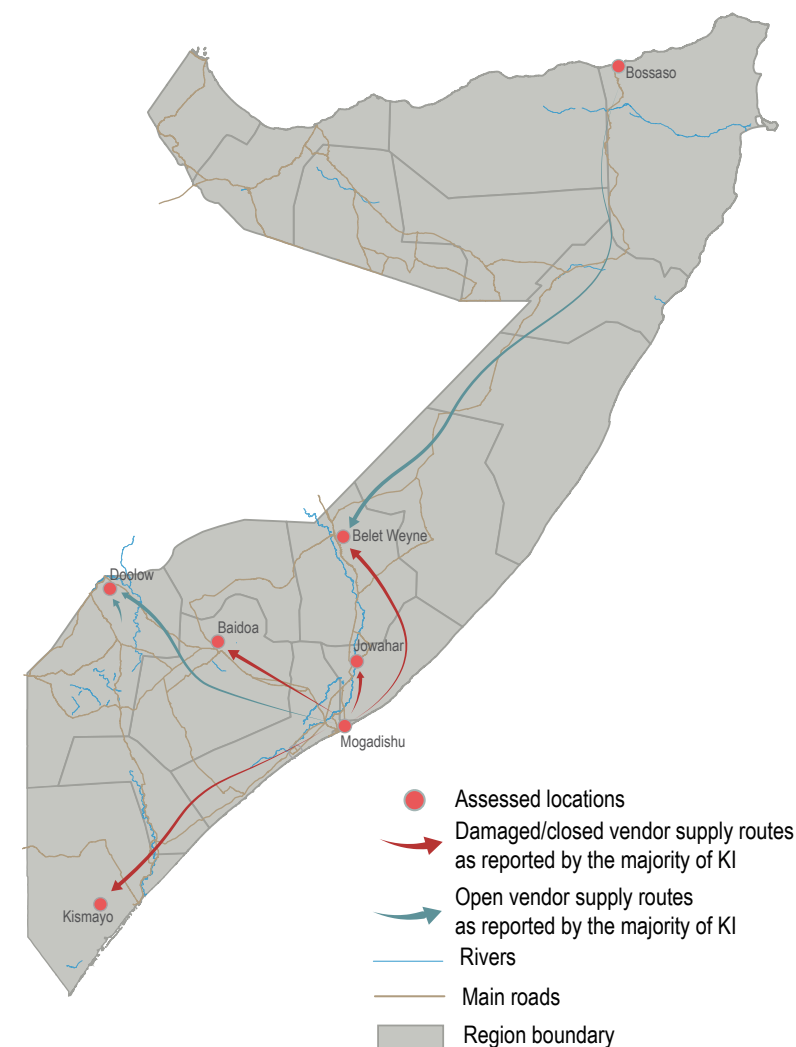 Bossaso
Belet Weyne
Doolow
Baidoa
Jowahar
Mogadishu
Kismayo
Assessed locations
Damaged/closed vendor supply routes
as reported by the majority of KI
Open vendor supply routes
as reported by the majority of KI
Rivers
Main roads
Region boundary